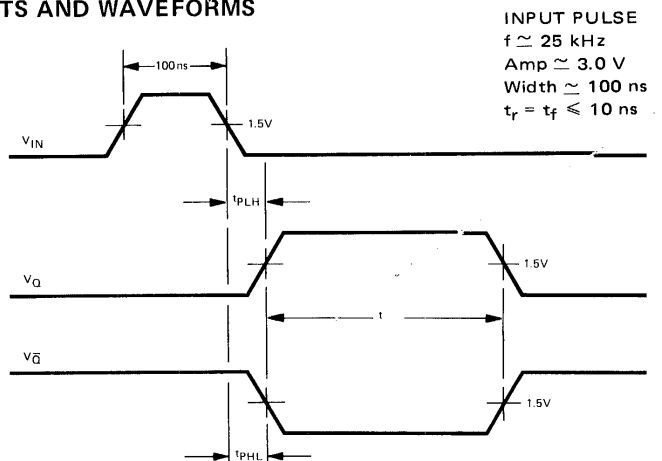 TS AND WAVEFORMS
INPUT PULSE
f ≃ 25 kHz
Amp ≃ 3.0 V
Width ≃ 100 ns
tr = tf ⩽ 10 ns
100 ns
1.5V
VIN
tPLH
1.5V
VQ
t
VQ̅
1.5V
tPHL